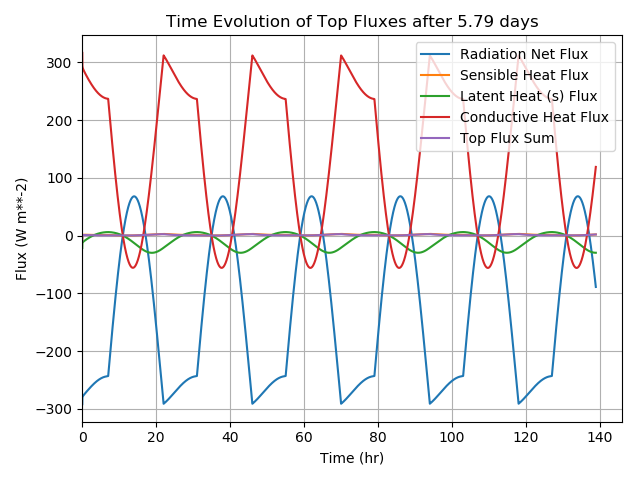 Time Evolution of Top Fluxes after 5.79 days
Radiation Net Flux
Sensible Heat Flux
Latent Heat (s) Flux
Conductive Heat Flux
Top Flux Sum
300
200
100
0
−100
−200
−300
Flux (W m**-2)
0 20 40 60 80 100 120 140
Time (hr)